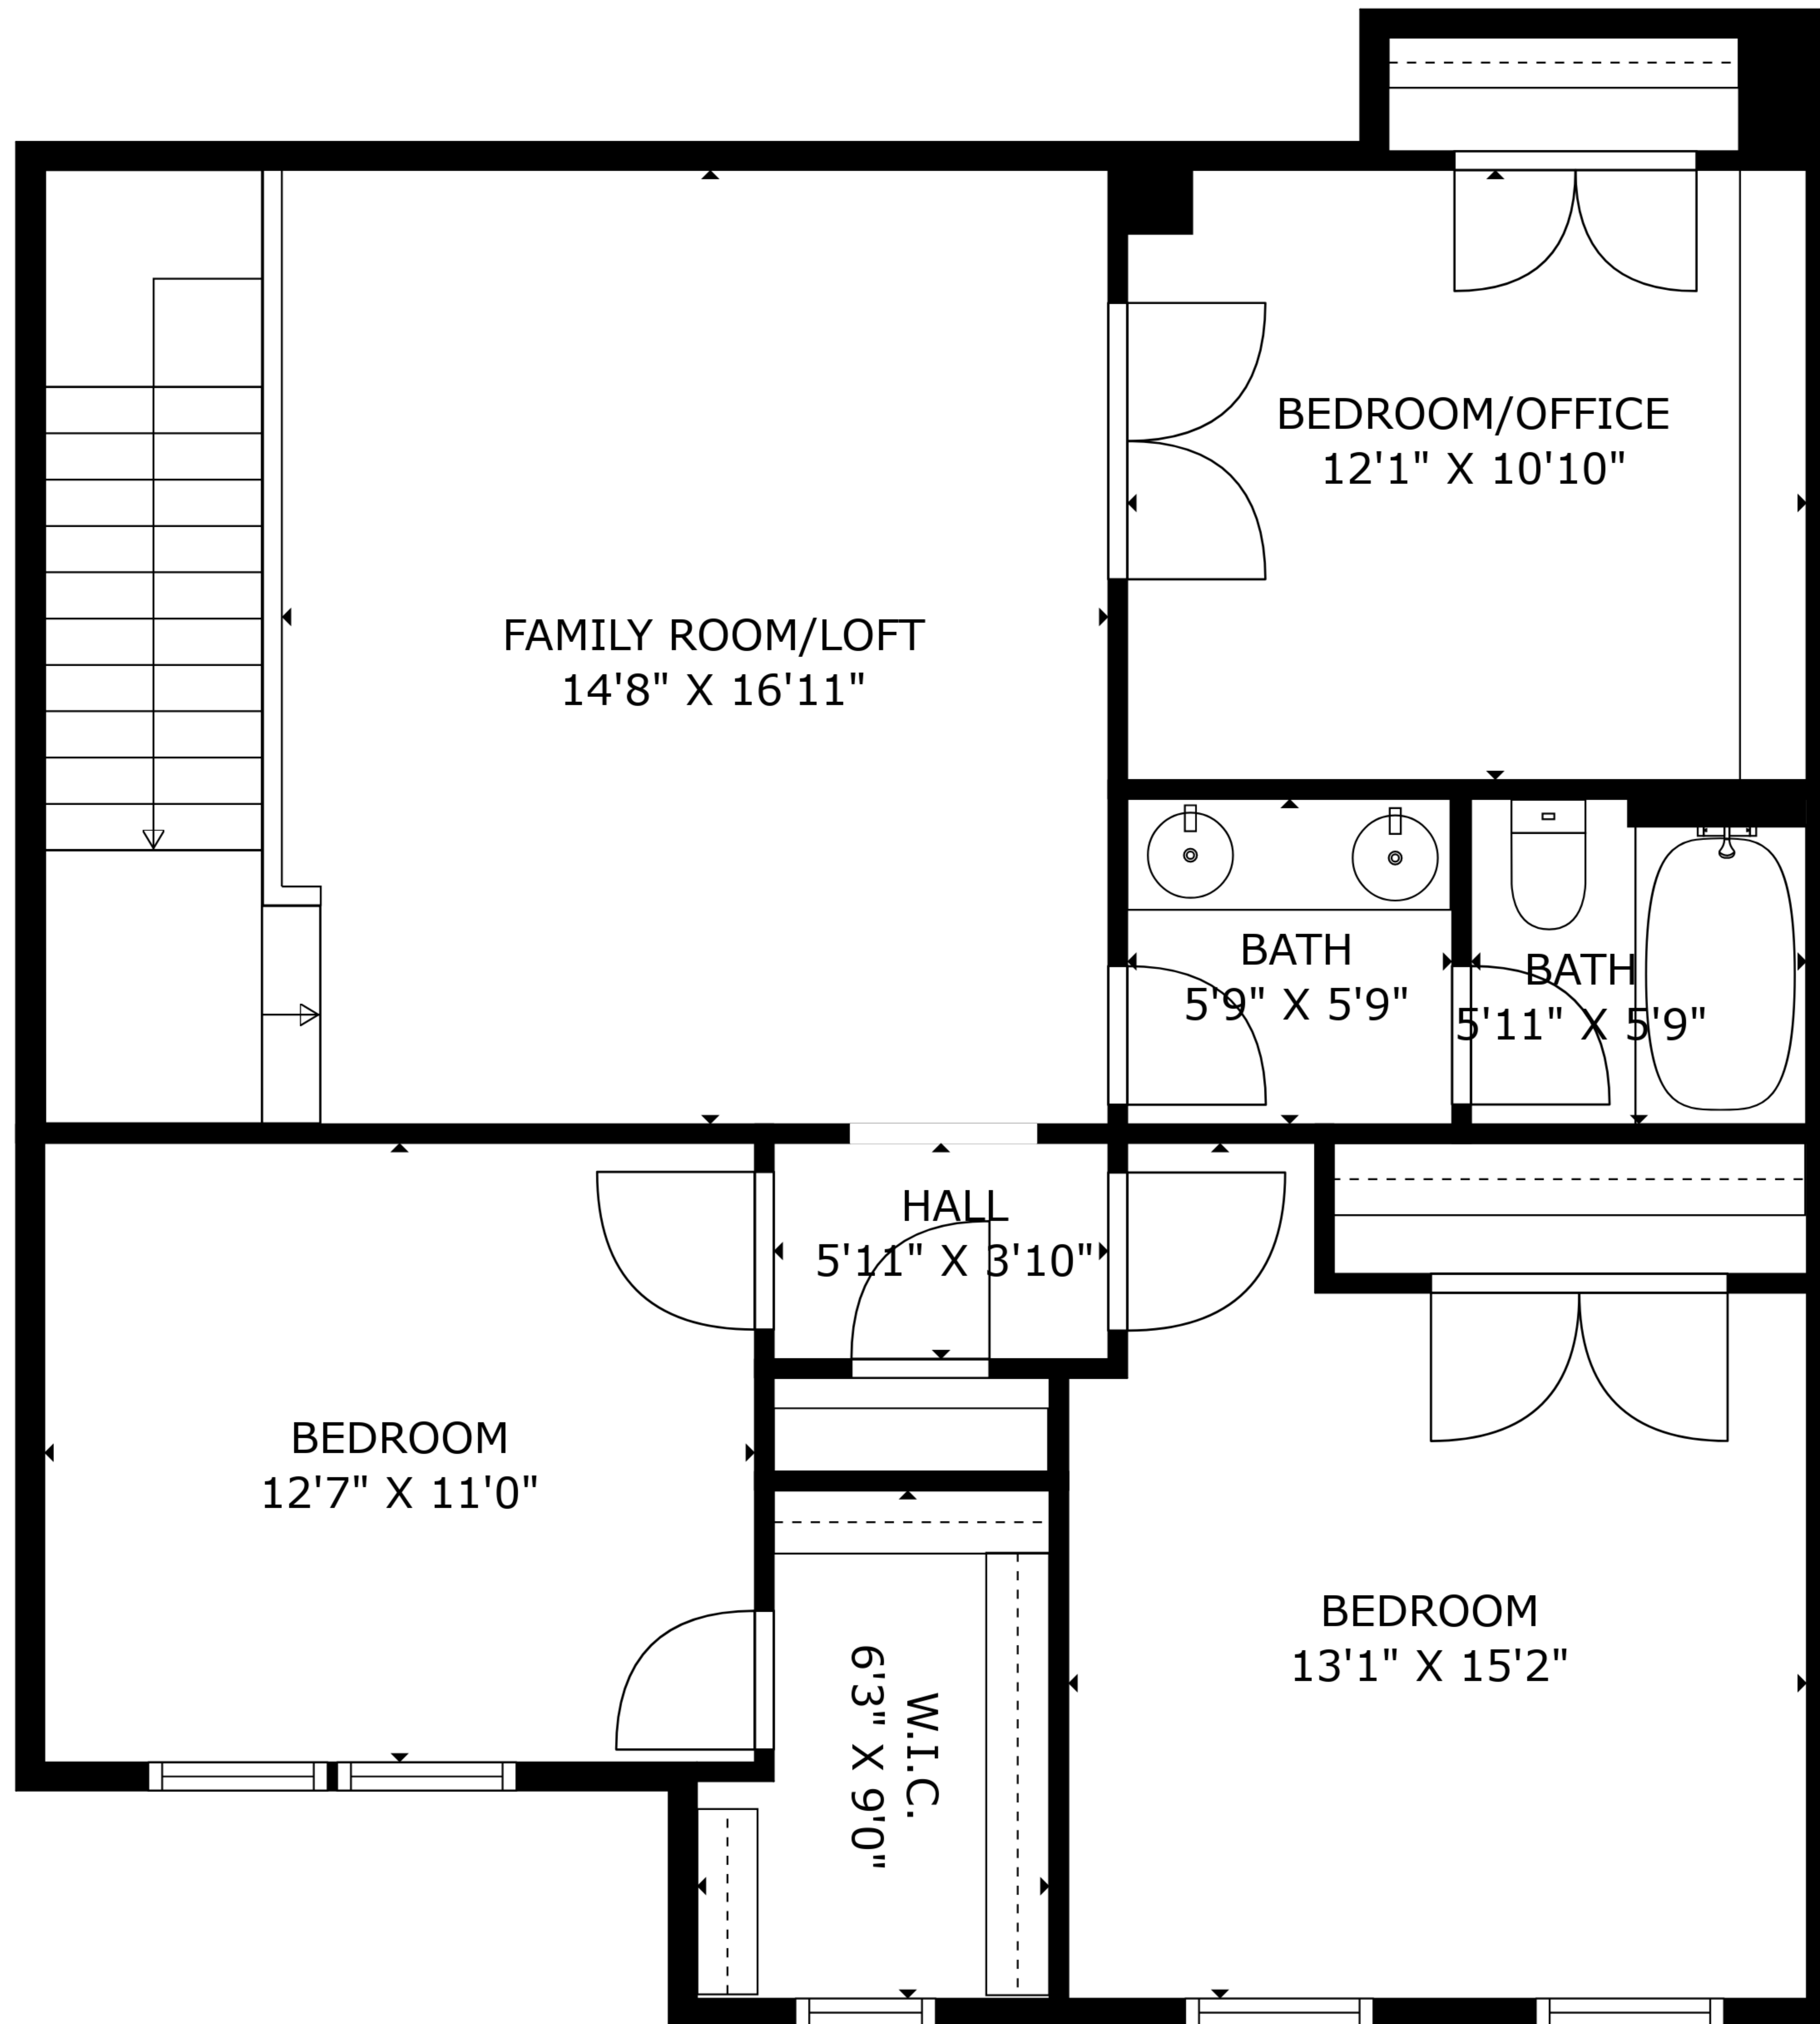 BEDROOM/OFFICE
12'1" X 10'10"
FAMILY ROOM/LOFT
14'8" X 16'11"
BATH
5'9" X 5'9"
BATH
5'11" X 5'9"
HALL
5'11" X 3'10"
BEDROOM
12'7" X 11'0"
BEDROOM
13'1" X 15'2"
W.I.C.
6'3" X 9'0"